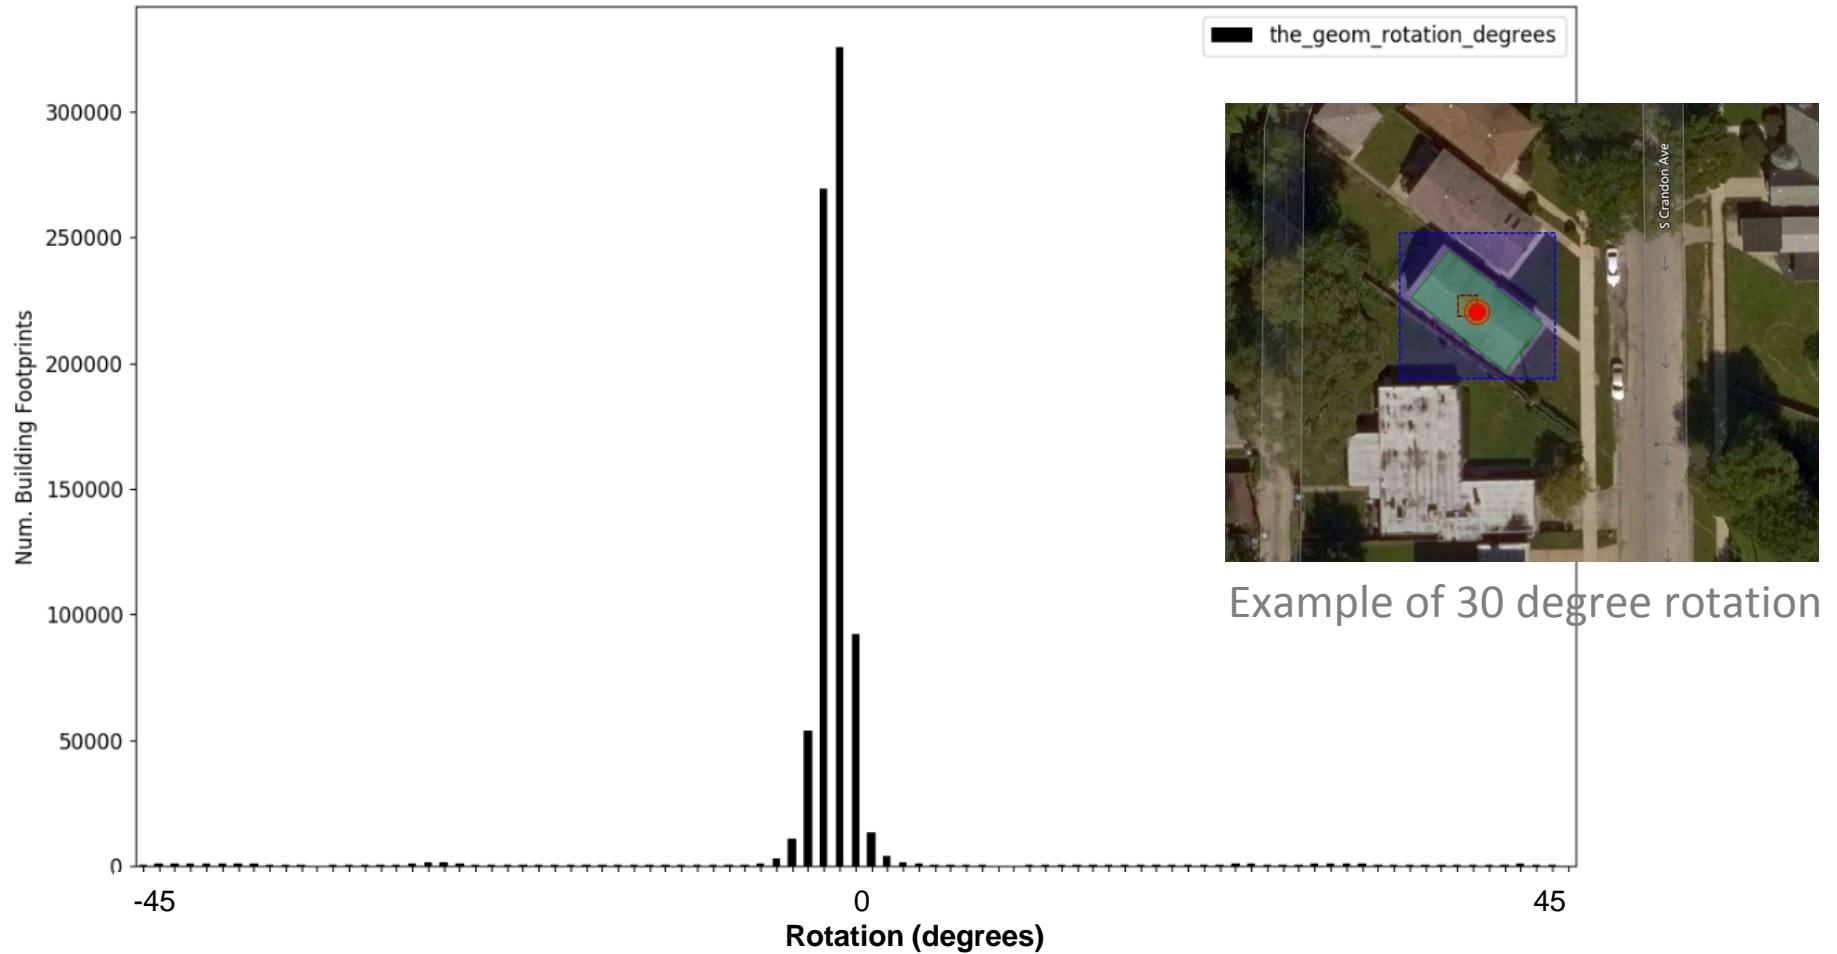 the_geom_rotation_degrees
300000
250000
200000
150000
100000
50000
0
Num. Building Footprints
-45
0
45
Rotation (degrees)
S Crandon Ave
Example of 30 degree rotation